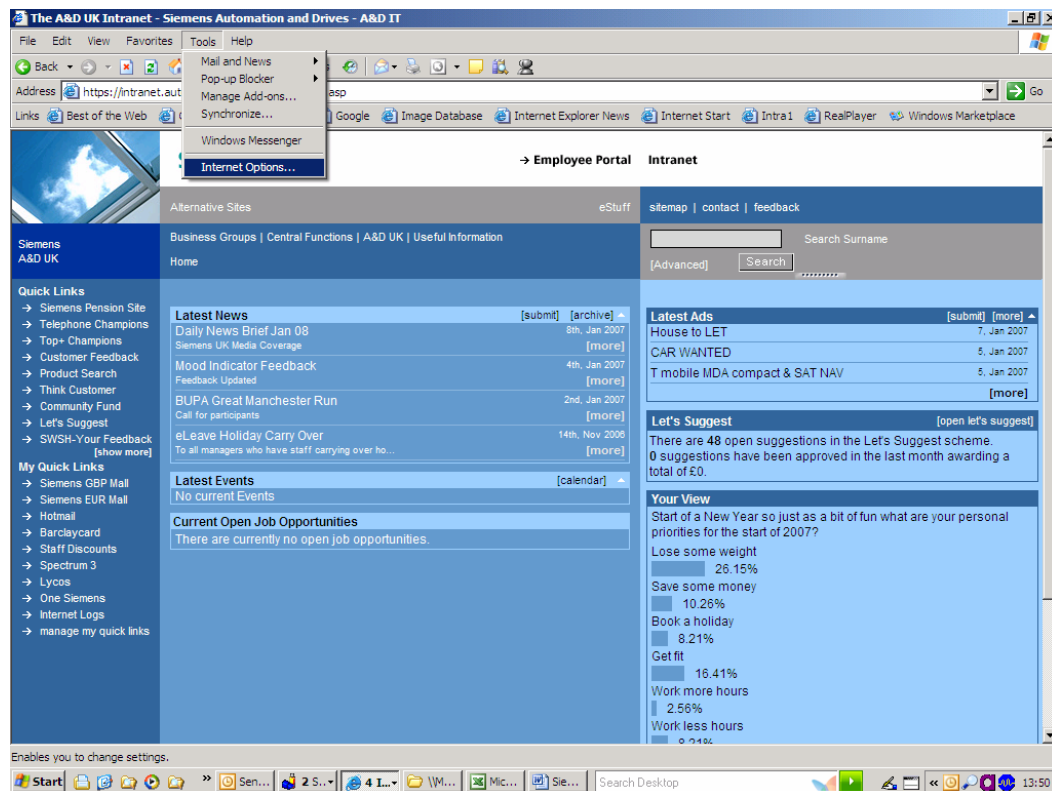 The A&D UK Intranet - Siemens Automation and Drives - A&D IT
File Edit View Favorites Tools Help
Back
Mail and News
Pop-up Blocker
Manage Add-ons...
Synchronize...
Windows Messenger
Internet Options...
Address https://intranet.aut asp Go
Links Best of the Web Google Image Database Internet Explorer News Internet Start Intra1 RealPlayer Windows Marketplace
→ Employee Portal Intranet
Alternative Sites eStuff sitemap | contact | feedback
Siemens
A&D UK
Business Groups | Central Functions | A&D UK | Useful Information
Home
Search Surname
[Advanced] Search
Quick Links
→ Siemens Pension Site
→ Telephone Champions
→ Top+ Champions
→ Customer Feedback
→ Product Search
→ Think Customer
→ Community Fund
→ Let's Suggest
→ SWSH-Your Feedback
[show more]
My Quick Links
→ Siemens GBP Mall
→ Siemens EUR Mall
→ Hotmail
→ Barclaycard
→ Staff Discounts
→ Spectrum 3
→ Lycos
→ One Siemens
→ Internet Logs
→ manage my quick links
Latest News [submit] [archive]
Daily News Brief Jan 08 8th, Jan 2007
Siemens UK Media Coverage [more]
Mood Indicator Feedback 4th, Jan 2007
Feedback Updated [more]
BUPA Great Manchester Run 2nd, Jan 2007
Call for participants [more]
eLeave Holiday Carry Over 14th, Nov 2006
To all managers who have staff carrying over ho... [more]
Latest Events [calendar]
No current Events
Current Open Job Opportunities
There are currently no open job opportunities.
Latest Ads [submit] [more]
House to LET 7, Jan 2007
CAR WANTED 5, Jan 2007
T mobile MDA compact & SAT NAV 5, Jan 2007
[more]
Let's Suggest [open let's suggest]
There are 48 open suggestions in the Let's Suggest scheme.
0 suggestions have been approved in the last month awarding a
total of £0.
Your View
Start of a New Year so just as a bit of fun what are your personal
priorities for the start of 2007?
Lose some weight
26.15%
Save some money
10.26%
Book a holiday
8.21%
Get fit
16.41%
Work more hours
2.56%
Work less hours
8.21%
Enables you to change settings.
Start Sen... 2 S.. 4 I... \\M... Mic... Sie... Search Desktop 13:50